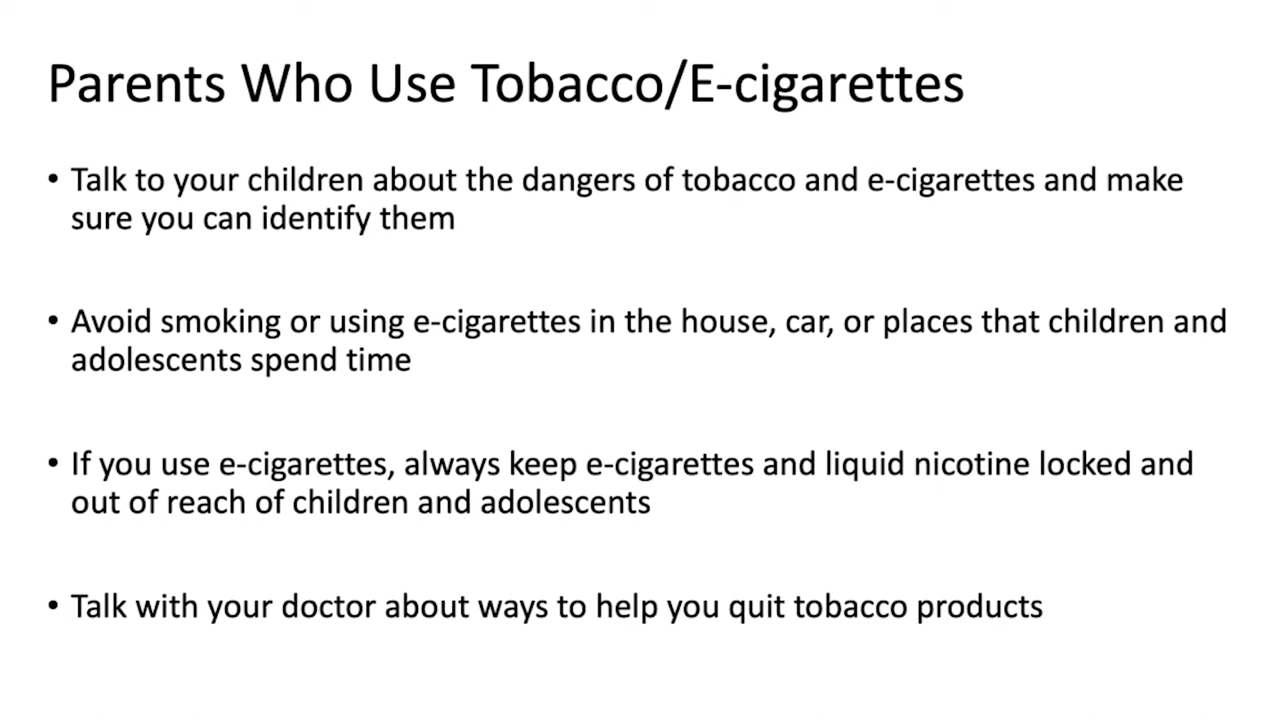 Parents Who Use Tobacco/E-cigarettes
• Talk to your children about the dangers of tobacco and e-cigarettes and make
sure you can identify them
• Avoid smoking or using e-cigarettes in the house, car, or places that children and
adolescents spend time
• If you use e-cigarettes, always keep e-cigarettes and liquid nicotine locked and
out of reach of children and adolescents
• Talk with your doctor about ways to help you quit tobacco products